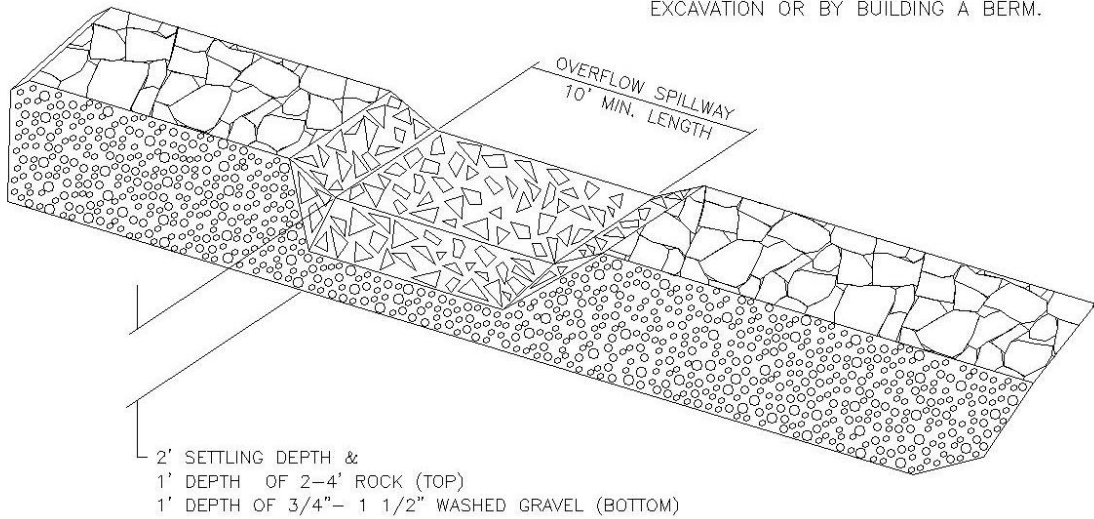 EXCAVATION OR BY BUILDING A BERM.
OVERFLOW SPILLWAY
10' MIN. LENGTH
2' SETTLING DEPTH &
1' DEPTH OF 2-4' ROCK (TOP)
1' DEPTH OF 3/4"- 1 1/2" WASHED GRAVEL (BOTTOM)